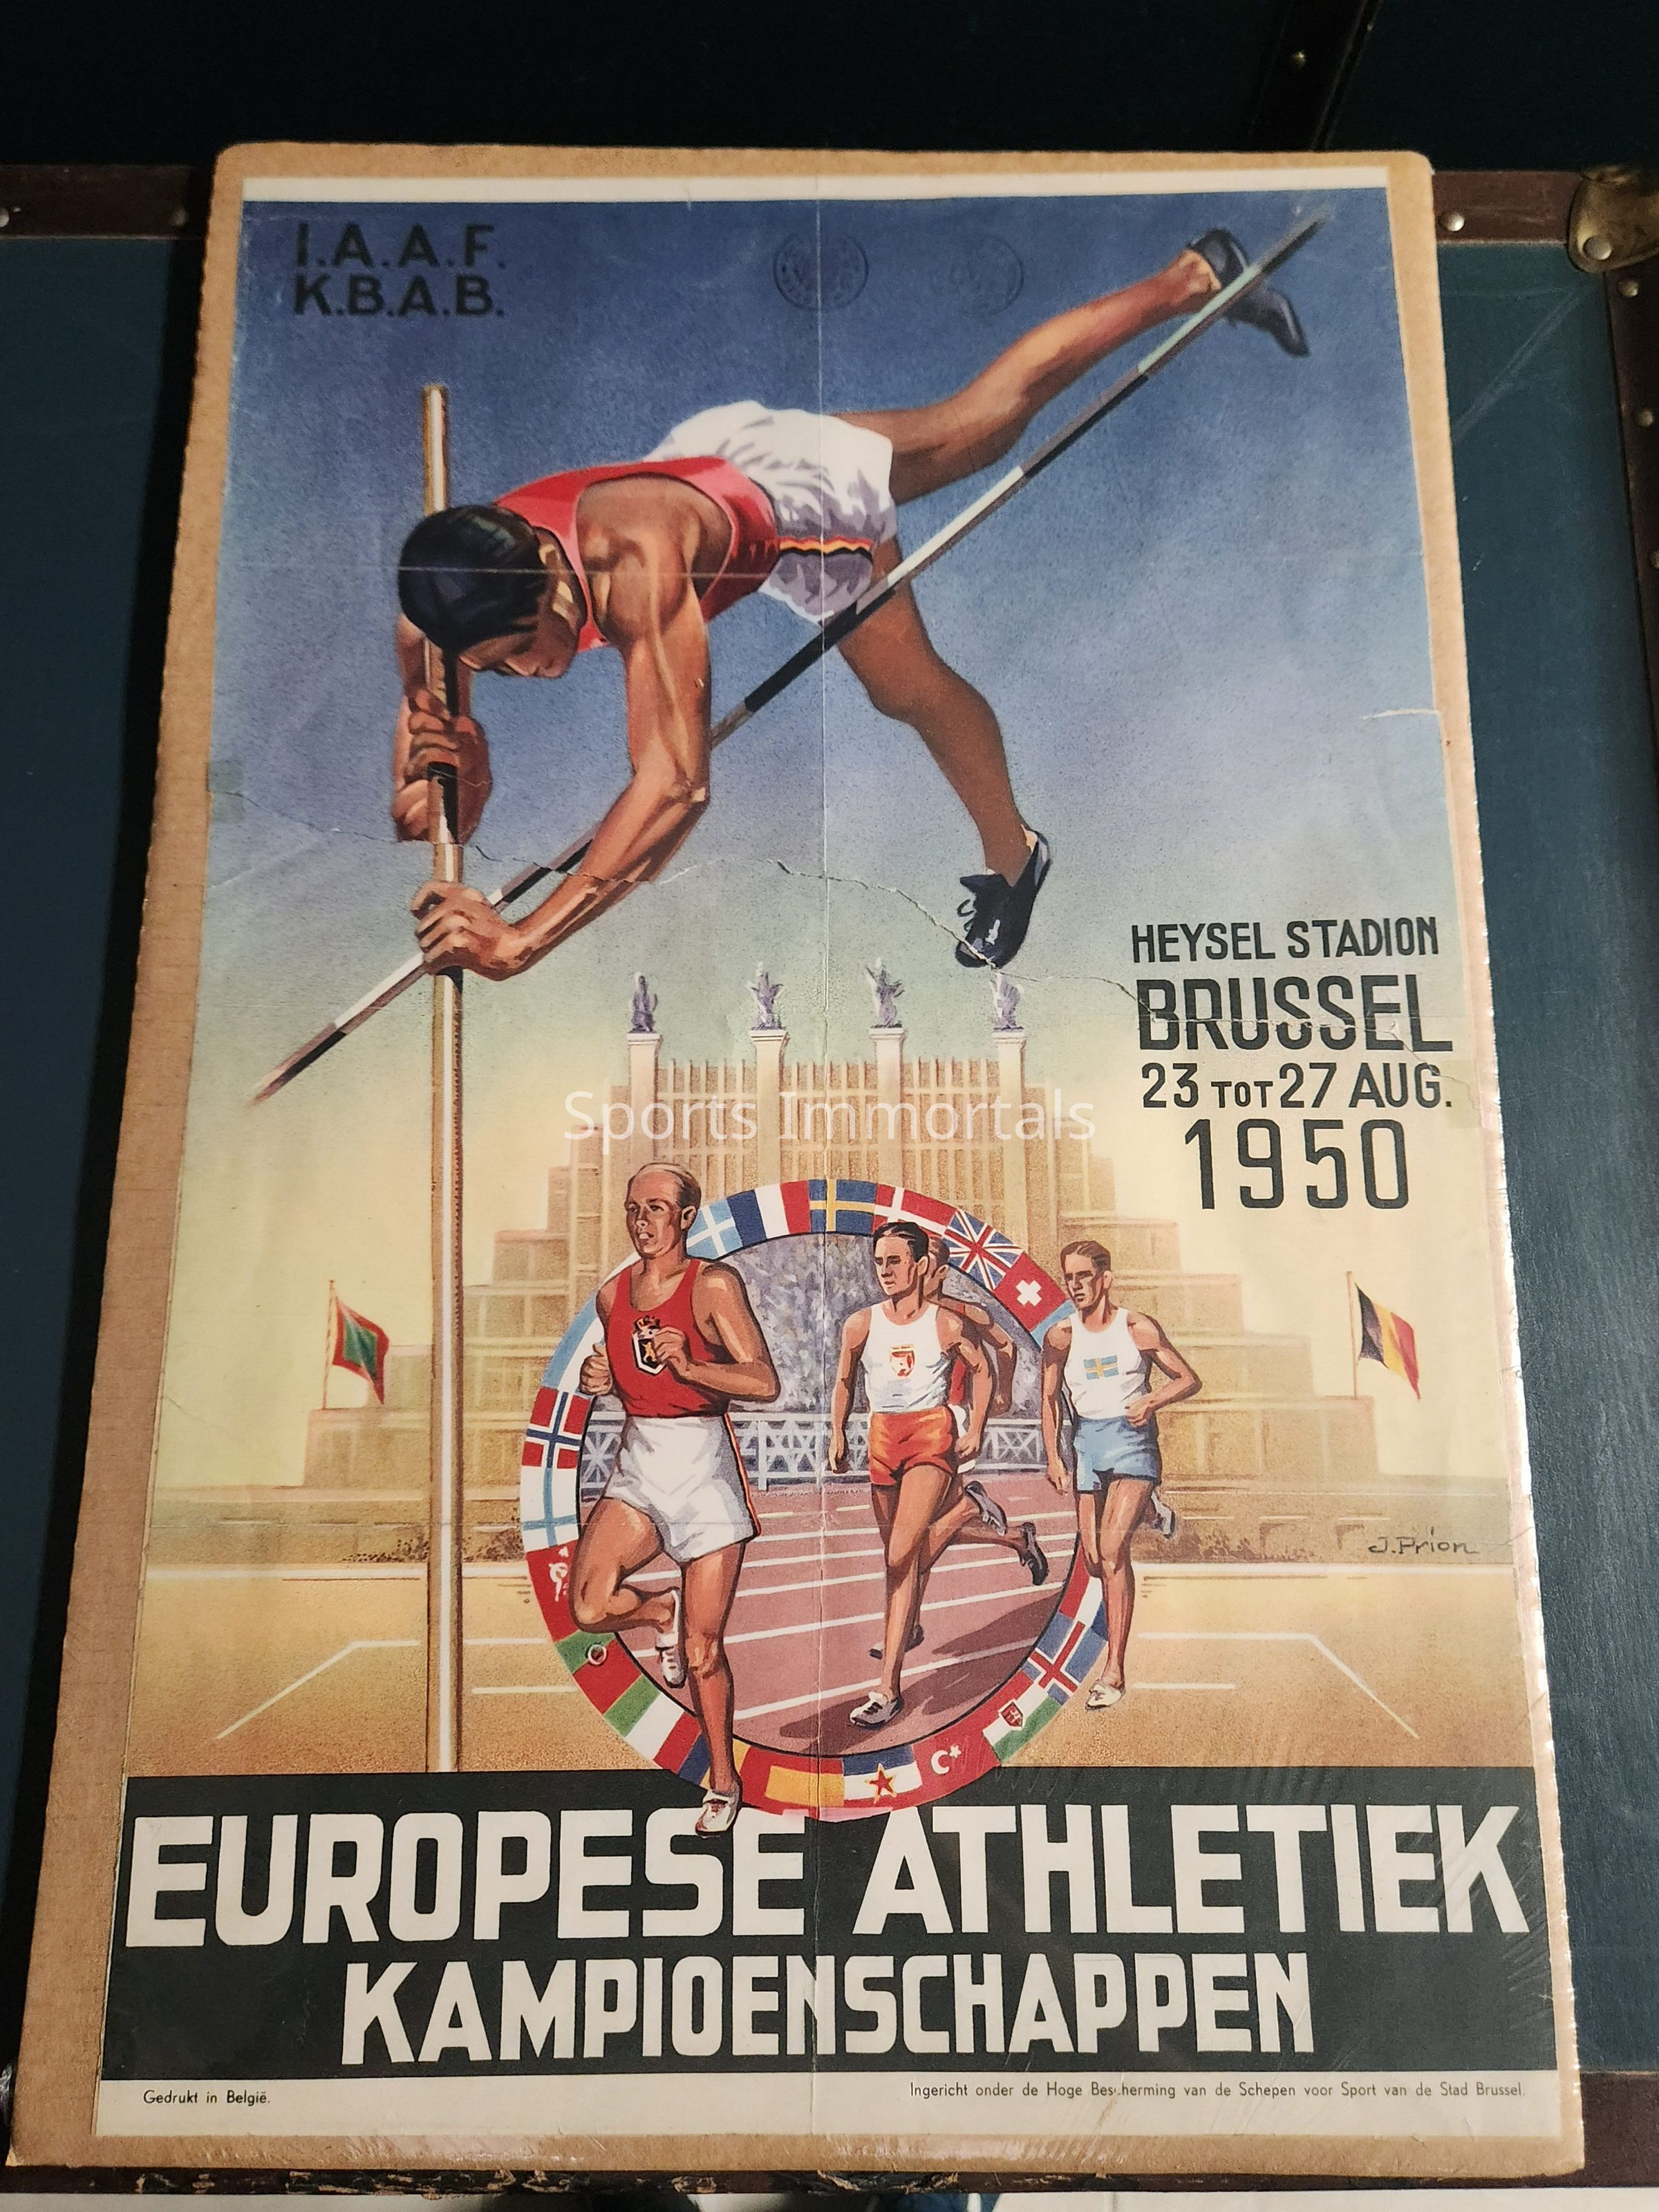 I.A.A.F.
K.B.A.B.
HEYSEL STADION
BRUSSEL
23 TOT 27 AUG.
1950
Sports Immortals
J. Prion
EUROPESE ATHLETIEK
KAMPIOENSCHAPPEN
Gedrukt in België.
Ingericht onder de Hoge Bescherming van de Schepen voor Sport van de Stad Brussel.